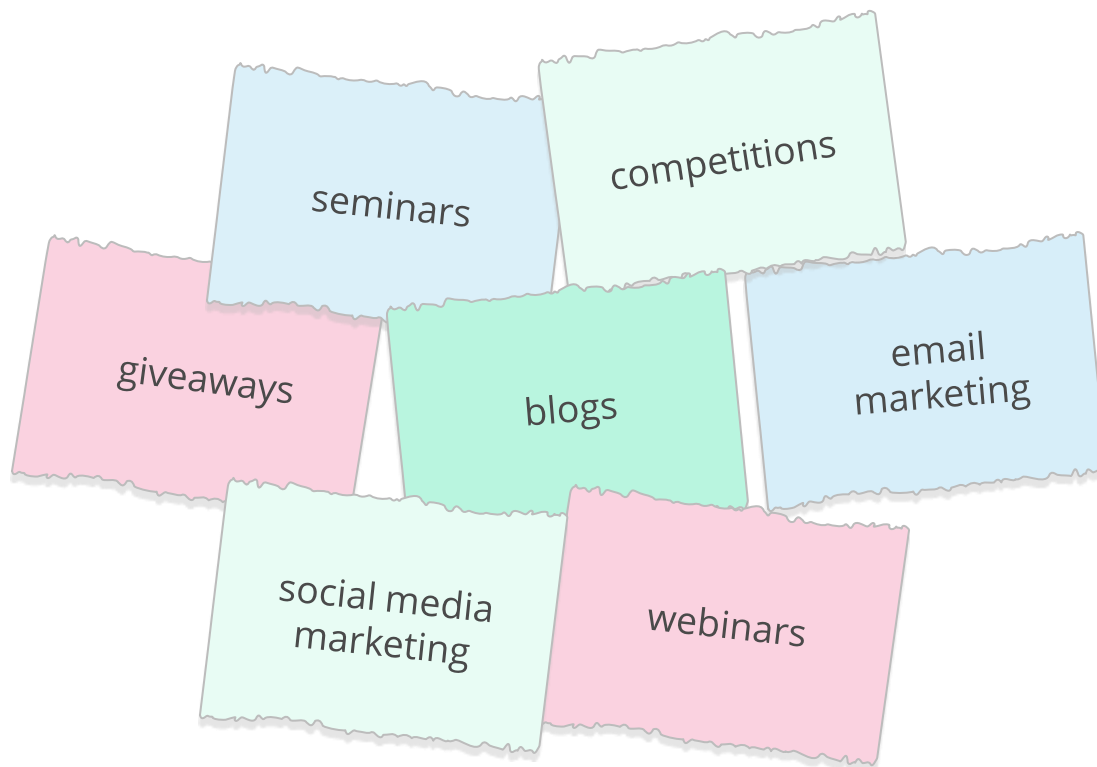 seminars
competitions
giveaways
blogs
email
marketing
social media
marketing
webinars